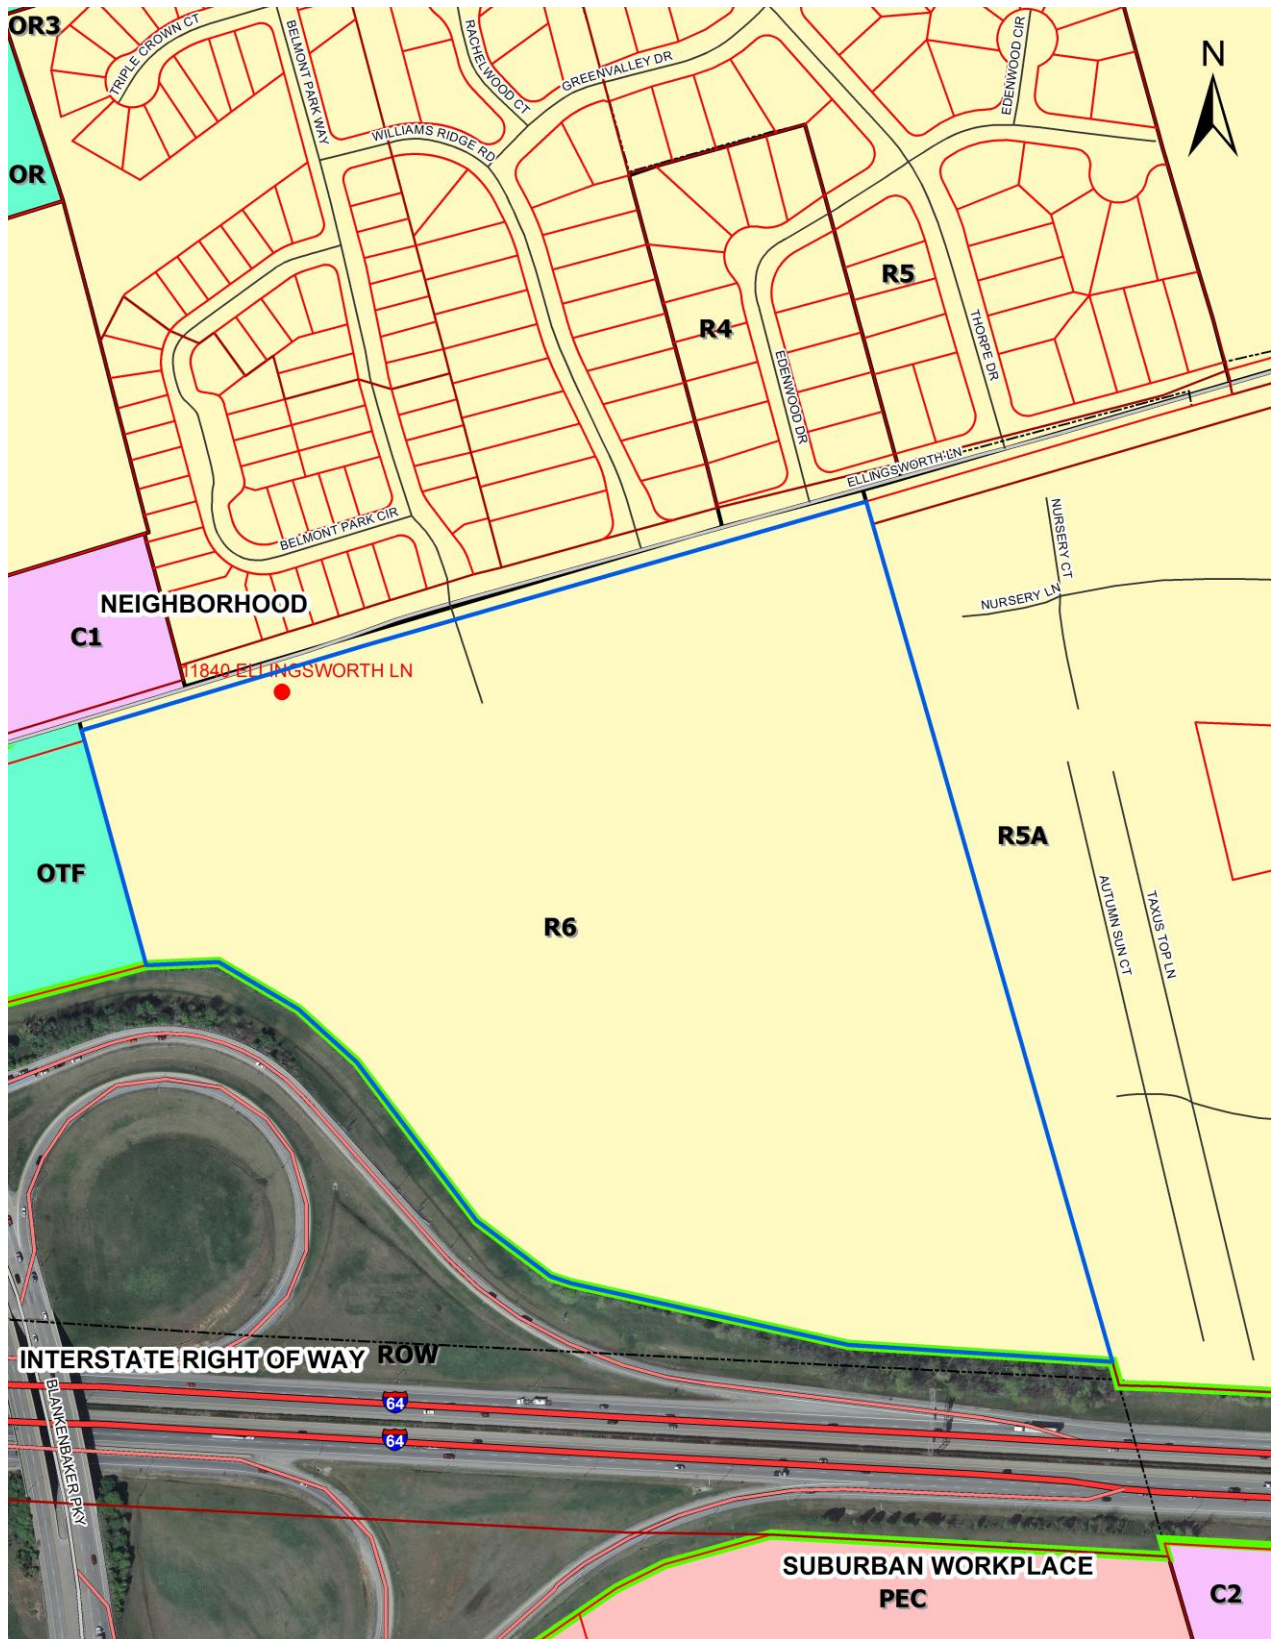 OR3
TRIPLE CROWN CT
BELMONT PARK WAY
RACHELWOOD CT
GREENVALLEY DR
EDENWOOD CIR
N
WILLIAMS RIDGE RD
OR
R5
R4
THORPE DR
EDENWOOD DR
ELLINGSWORTH LN
BELMONT PARK CIR
NURSERY CT
NURSERY LN
NEIGHBORHOOD
C1
11840 ELLINGSWORTH LN
R5A
OTF
R6
AUTUMN SUN CT
TAXUS TOP LN
INTERSTATE RIGHT OF WAY
ROW
64
64
BLANKENBAKER PKY
SUBURBAN WORKPLACE
PEC
C2